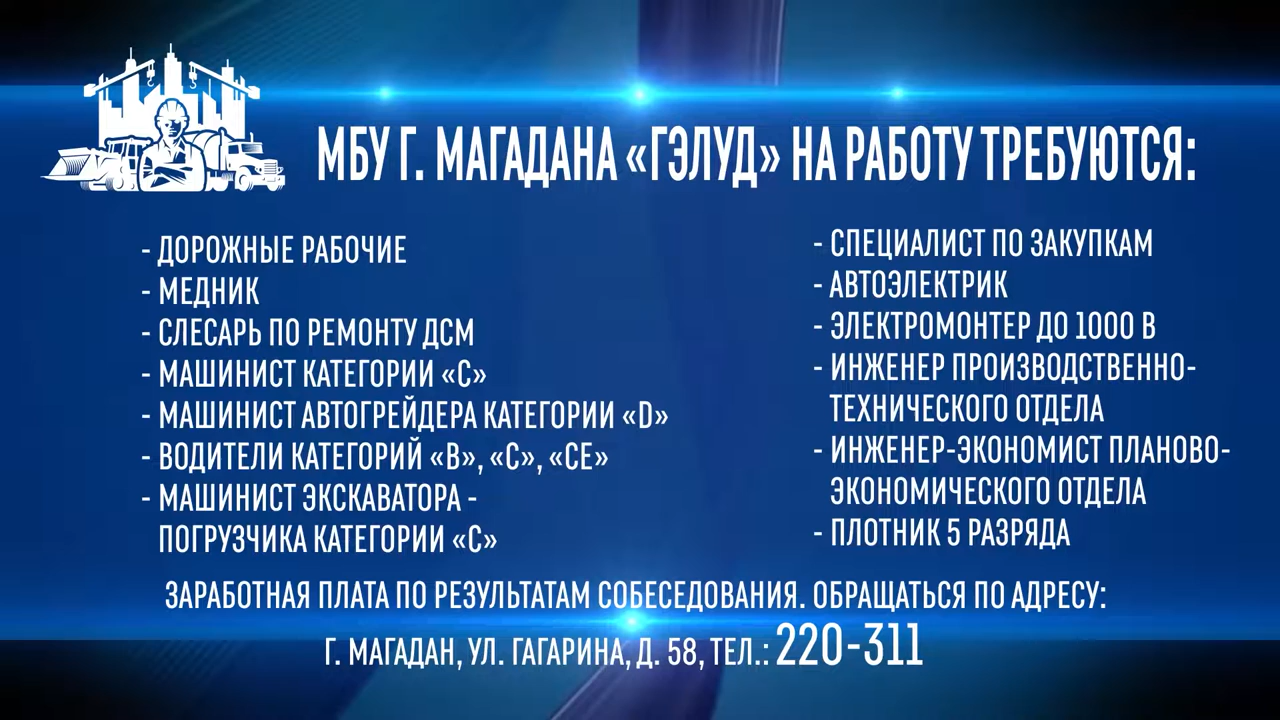 МБУ Г. МАГАДАНА «ГЭЛУД» НА РАБОТУ ТРЕБУЮТСЯ:
- ДОРОЖНЫЕ РАБОЧИЕ
- МЕДНИК
- СЛЕСАРЬ ПО РЕМОНТУ ДСМ
- МАШИНИСТ КАТЕГОРИИ «С»
- МАШИНИСТ АВТОГРЕЙДЕРА КАТЕГОРИИ «D»
- ВОДИТЕЛИ КАТЕГОРИЙ «В», «С», «СЕ»
- МАШИНИСТ ЭКСКАВАТОРА -
ПОГРУЗЧИКА КАТЕГОРИИ «С»
- СПЕЦИАЛИСТ ПО ЗАКУПКАМ
- АВТОЭЛЕКТРИК
- ЭЛЕКТРОМОНТЕР ДО 1000 В
- ИНЖЕНЕР ПРОИЗВОДСТВЕННО-
ТЕХНИЧЕСКОГО ОТДЕЛА
- ИНЖЕНЕР-ЭКОНОМИСТ ПЛАНОВО-
ЭКОНОМИЧЕСКОГО ОТДЕЛА
- ПЛОТНИК 5 РАЗРЯДА
ЗАРАБОТНАЯ ПЛАТА ПО РЕЗУЛЬТАТАМ СОБЕСЕДОВАНИЯ. ОБРАЩАТЬСЯ ПО АДРЕСУ:
Г. МАГАДАН, УЛ. ГАГАРИНА, Д. 58, ТЕЛ.: 220-311